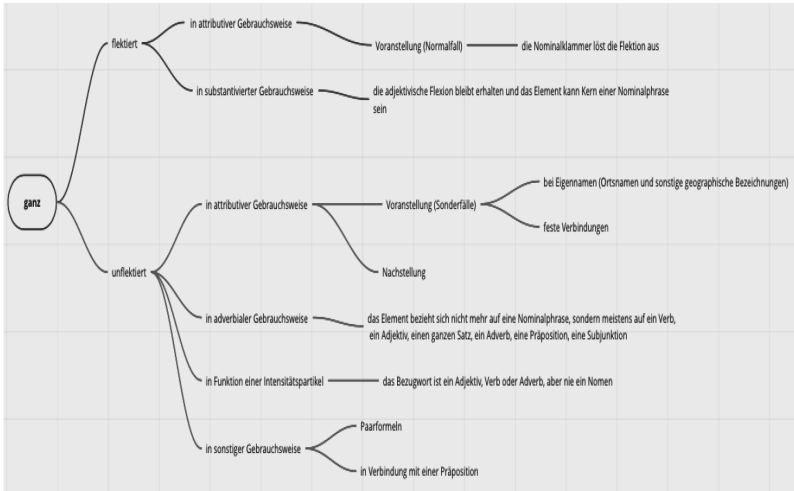 ganz
flektiert
in attributiver Gebrauchsweise
Voranstellung (Normalfall)
die Nominalklammer löst die Flektion aus
in substantivierter Gebrauchsweise
die adjektivische Flexion bleibt erhalten und das Element kann Kern einer Nominalphrase
sein
unflektiert
in attributiver Gebrauchsweise
Voranstellung (Sonderfälle)
bei Eigennamen (Ortsnamen und sonstige geographische Bezeichnungen)
feste Verbindungen
Nachstellung
in adverbialer Gebrauchsweise
das Element bezieht sich nicht mehr auf eine Nominalphrase, sondern meistens auf ein Verb,
ein Adjektiv, einen ganzen Satz, ein Adverb, eine Präposition, eine Subjunktion
in Funktion einer Intensitätspartikel
das Bezugwort ist ein Adjektiv, Verb oder Adverb, aber nie ein Nomen
in sonstiger Gebrauchsweise
Paarformeln
in Verbindung mit einer Präposition